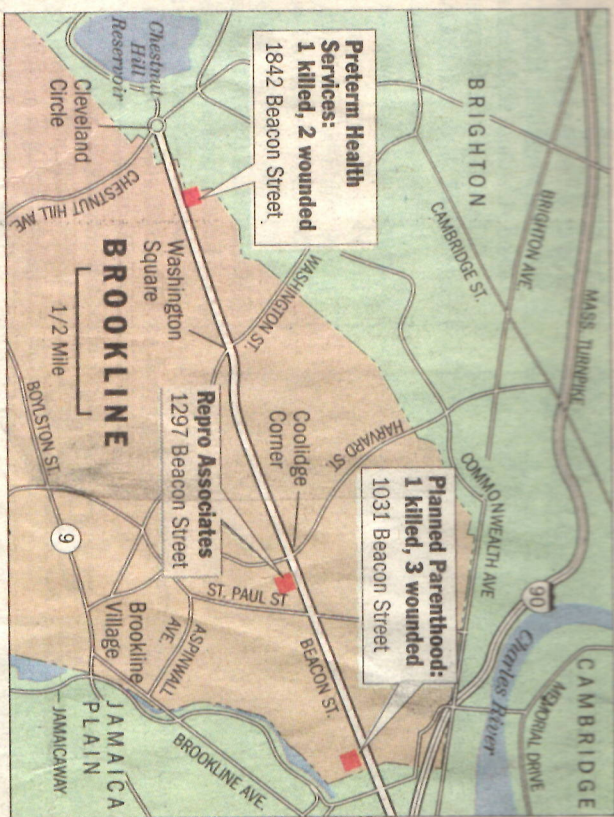 Preterm Health
Services:
1 killed, 2 wounded
1842 Beacon Street
BRIGHTON
BRIGHTON AVE.
MASS. TURNPIKE
CAMBRIDGE ST.
Chestnut
Hill
Reservoir
Cleveland
Circle
CHESTNUT HILL AVE.
WASHINGTON ST.
Washington
Square
BROOKLINE
1/2 Mile
HARVARD ST.
Coolidge
Corner
COMMONWEALTH AVE
Planned Parenthood:
1 killed, 3 wounded
1031 Beacon Street
90
Charles River
CAMBRIDGE
MEMORIAL DRIVE
Repro Associates
1297 Beacon Street
ST. PAUL ST
BEACON ST.
BOYLSTON ST.
9
Brookline
Village
ASPINWALL
AVE.
BROOKLINE AVE.
JAMAICA
PLAIN
JAMAICAWAY